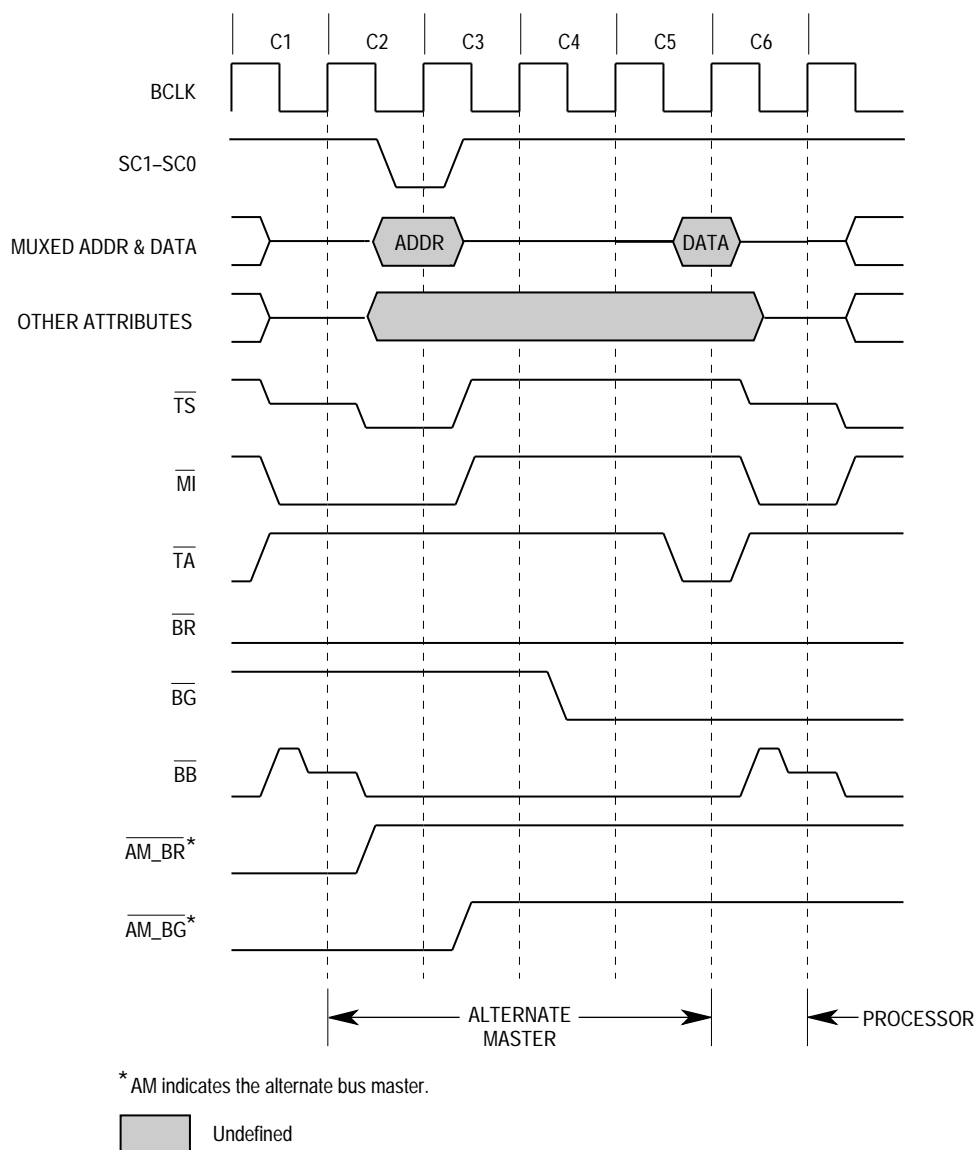 C1 C2 C3 C4 C5 C6
BCLK
SC1–SC0
MUXED ADDR & DATA
ADDR
DATA
OTHER ATTRIBUTES
TS
MI
TA
BR
BG
BB
AM_BR*
AM_BG*
ALTERNATE
MASTER
PROCESSOR
* AM indicates the alternate bus master.
Undefined